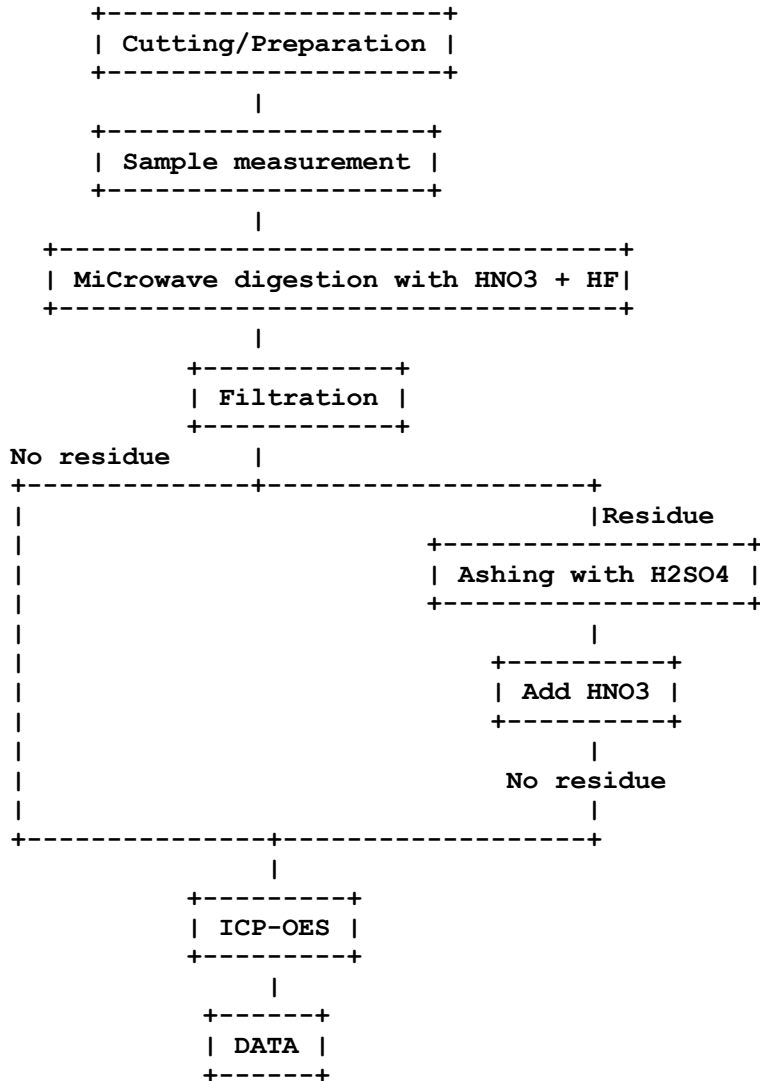 Cutting/Preparation
Sample measurement
MiCrowave digestion with HNO3 + HF
Filtration
No residue
Residue
Ashing with H2SO4
Add HNO3
No residue
ICP-OES
DATA